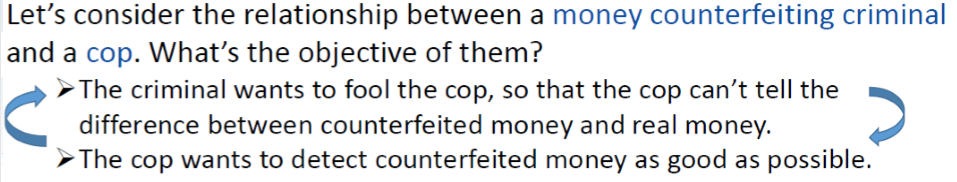 Let's consider the relationship between a money counterfeiting criminal
and a cop. What's the objective of them?
➢The criminal wants to fool the cop, so that the cop can't tell the
difference between counterfeited money and real money.
➢The cop wants to detect counterfeited money as good as possible.